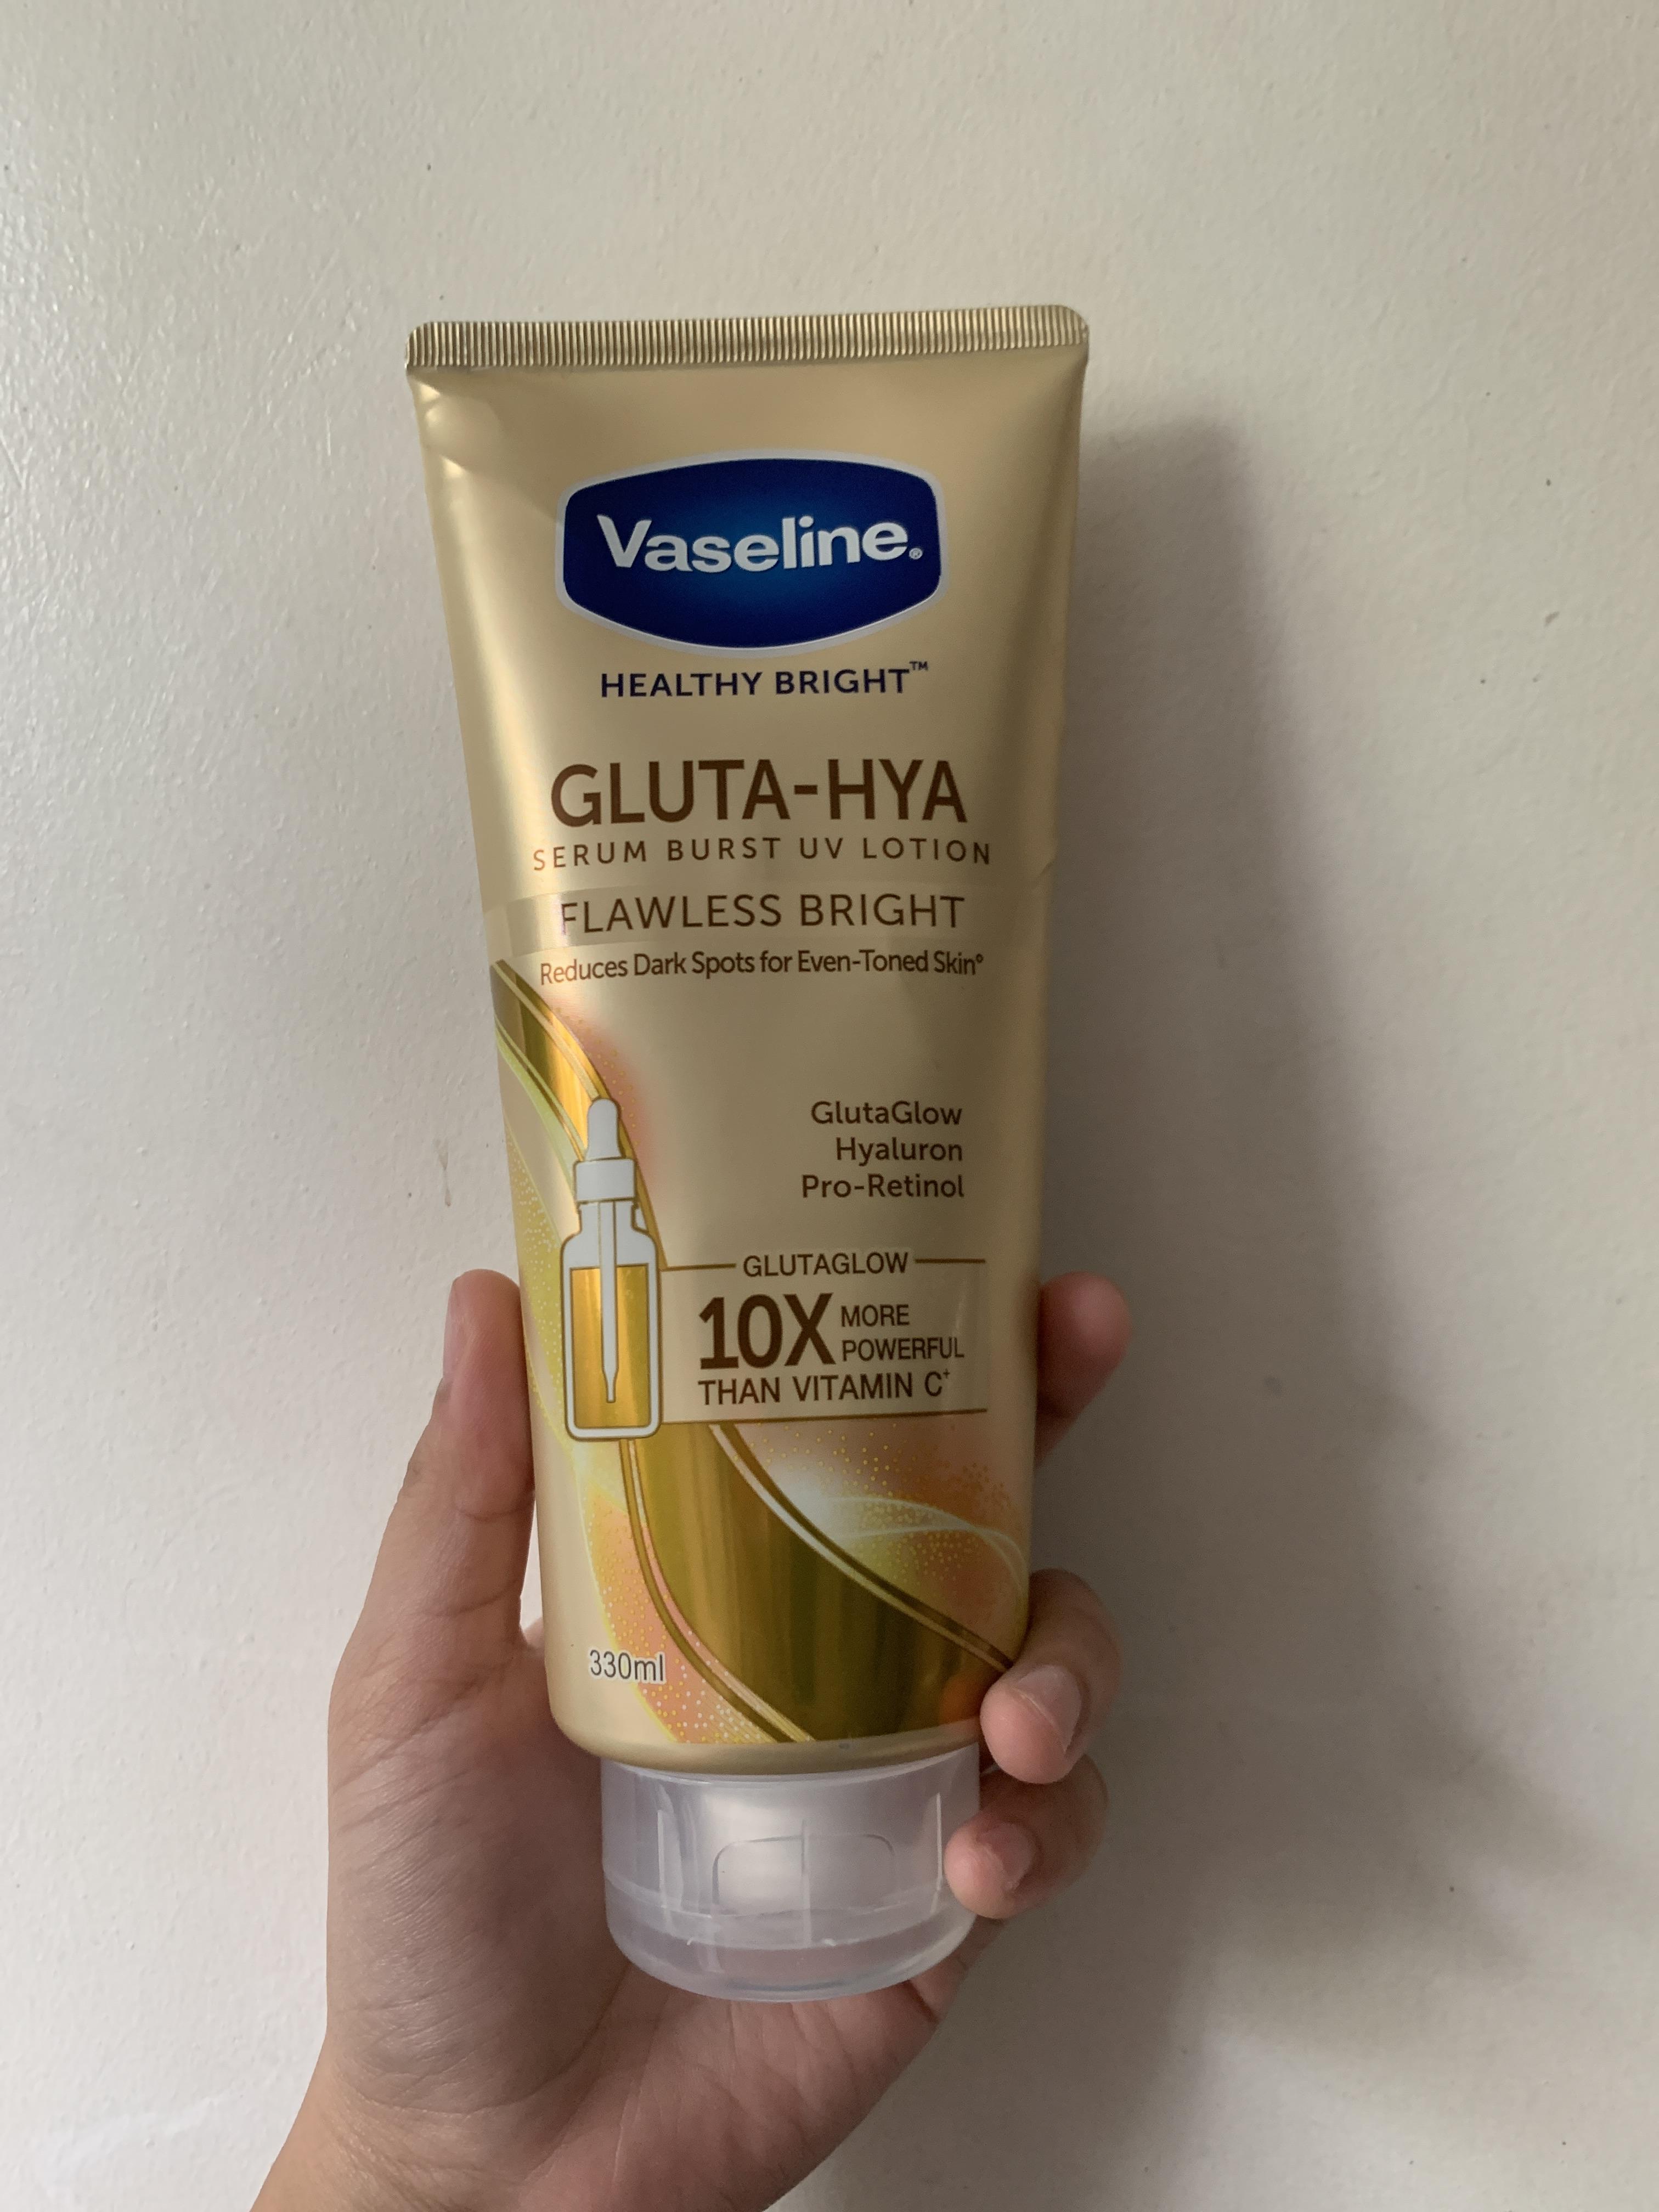 Vaseline®
HEALTHY BRIGHT™
GLUTA-HYA
SERUM BURST UV LOTION
FLAWLESS BRIGHT
Reduces Dark Spots for Even-Toned Skin°
GlutaGlow
Hyaluron
Pro-Retinol
GLUTAGLOW
10X MORE POWERFUL
THAN VITAMIN C⁺
330ml